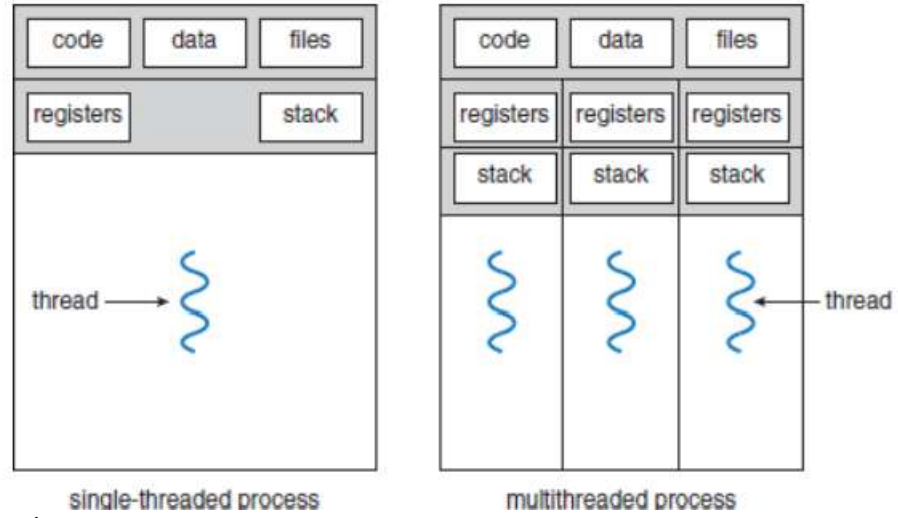 code data files
registers stack
thread
single-threaded process
code data files
registers registers registers
stack stack stack
thread
multithreaded process